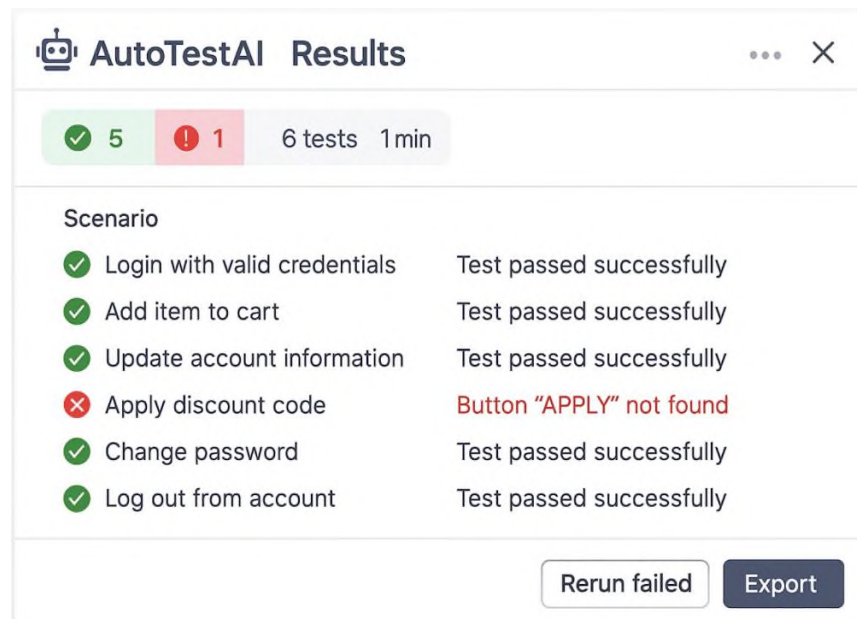 AutoTestAI Results
5 1 6 tests 1 min
Scenario
Login with valid credentials Test passed successfully
Add item to cart Test passed successfully
Update account information Test passed successfully
Apply discount code Button “APPLY” not found
Change password Test passed successfully
Log out from account Test passed successfully
Rerun failed Export